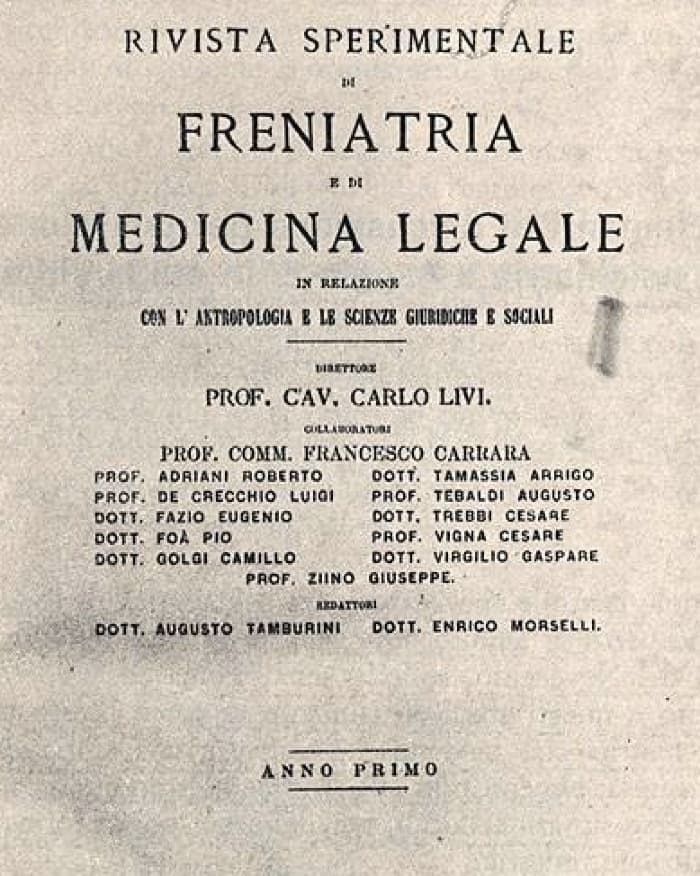 RIVISTA SPERIMENTALE
DI
FRENIATRIA
E DI
MEDICINA LEGALE
IN RELAZIONE
CON L' ANTROPOLOGIA E LE SCIENZE GIURIDICHE E SOCIALI
DIRETTORE
PROF. CAV. CARLO LIVI.
COLLABORATORI
PROF. COMM. FRANCESCO CARRARA
PROF. ADRIANI ROBERTO DOTT. TAMASSIA ARRIGO
PROF. DE CRECCHIO LUIGI PROF. TEBALDI AUGUSTO
DOTT. FAZIO EUGENIO DOTT. TREBBI CESARE
DOTT. FOÀ PIO PROF. VIGNA CESARE
DOTT. GOLGI CAMILLO DOTT. VIRGILIO GASPARE
PROF. ZIINO GIUSEPPE.
REDATTORI
DOTT. AUGUSTO TAMBURINI DOTT. ENRICO MORSELLI.
ANNO PRIMO